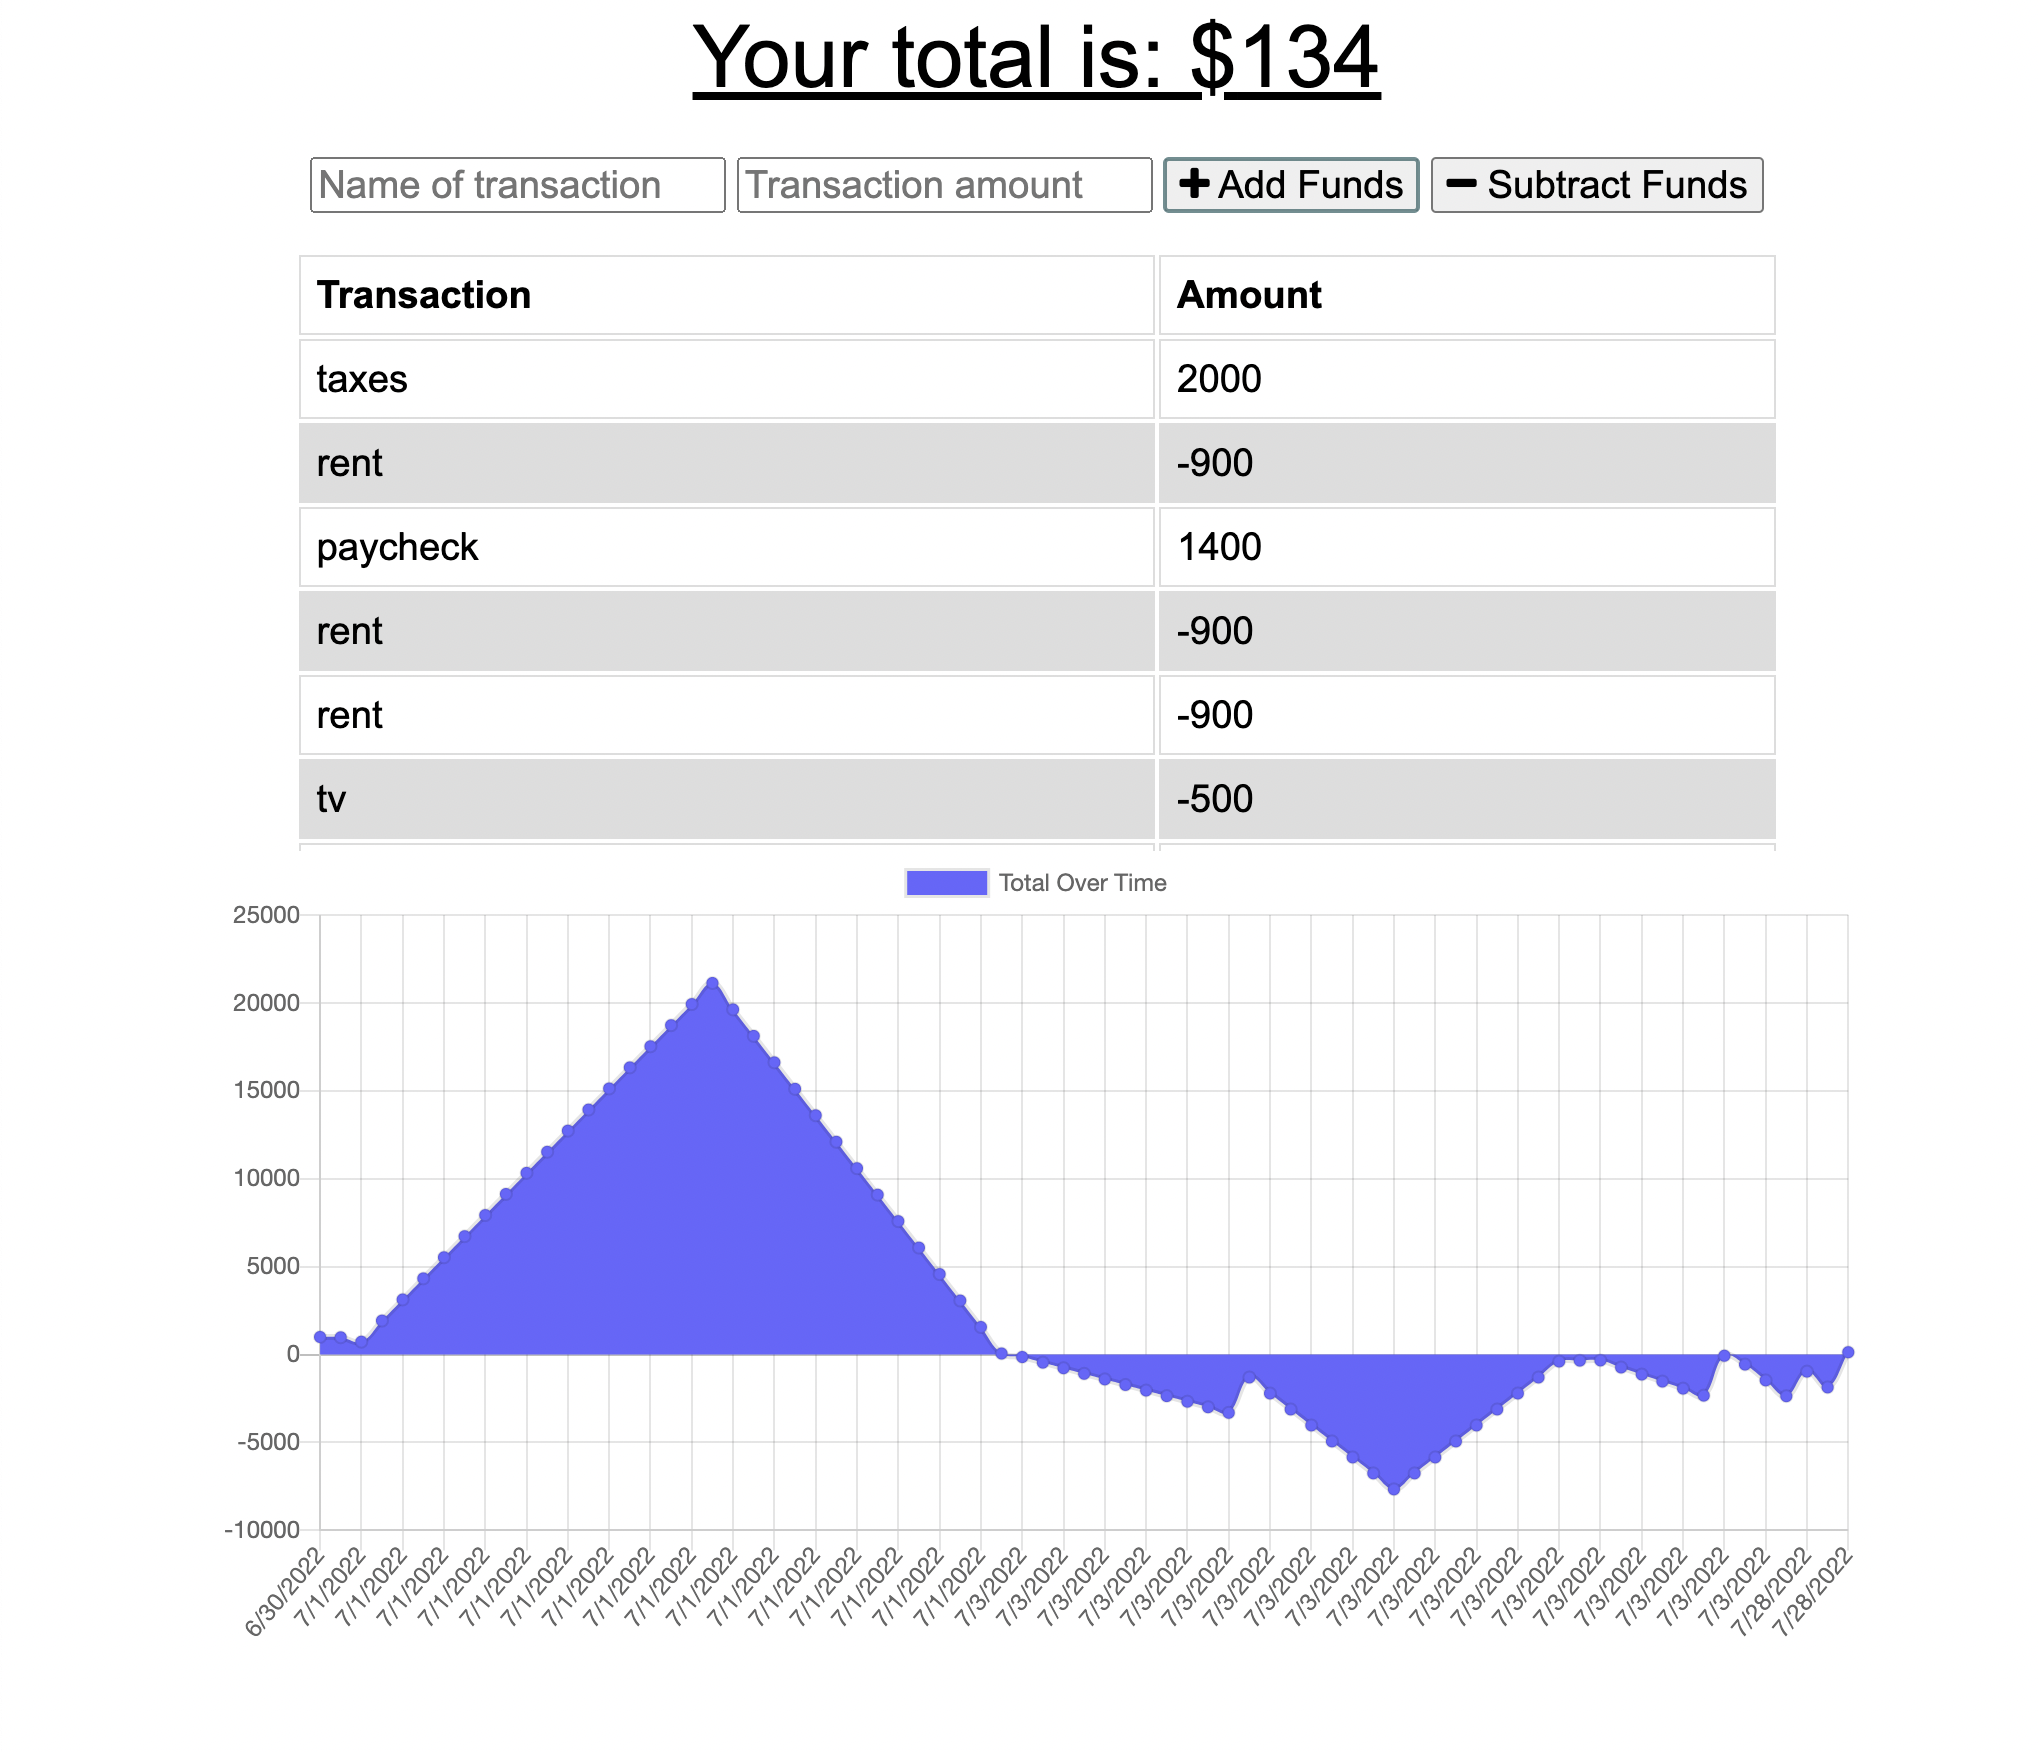 Your total is: $134
Name of transaction Transaction amount Add Funds Subtract Funds
Transaction Amount
taxes 2000
rent -900
paycheck 1400
rent -900
rent -900
tv -500
Total Over Time
25000
20000
15000
10000
5000
0
-5000
-10000
6/30/2022 7/1/2022 7/1/2022 7/1/2022 7/1/2022 7/1/2022 7/1/2022 7/1/2022 7/1/2022 7/1/2022 7/1/2022 7/1/2022 7/1/2022 7/1/2022 7/1/2022 7/1/2022 7/1/2022 7/3/2022 7/3/2022 7/3/2022 7/3/2022 7/3/2022 7/3/2022 7/3/2022 7/3/2022 7/3/2022 7/3/2022 7/3/2022 7/3/2022 7/3/2022 7/3/2022 7/3/2022 7/3/2022 7/3/2022 7/3/2022 7/3/2022 7/28/2022 7/28/2022